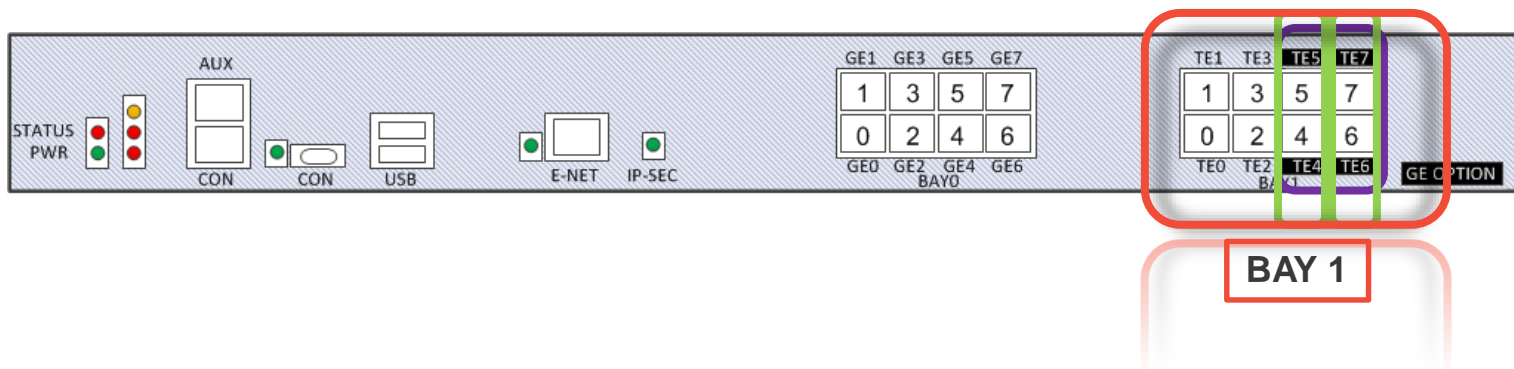 AUX
STATUS
PWR
CON
CON
USB
E-NET
IP-SEC
GE1 GE3 GE5 GE7
1 3 5 7
0 2 4 6
GE0 GE2 GE4 GE6
BAY0
TE1 TE3 TE5 TE7
1 3 5 7
0 2 4 6
TE0 TE2 TE4 TE6
BAY1
GE OPTION
BAY 1